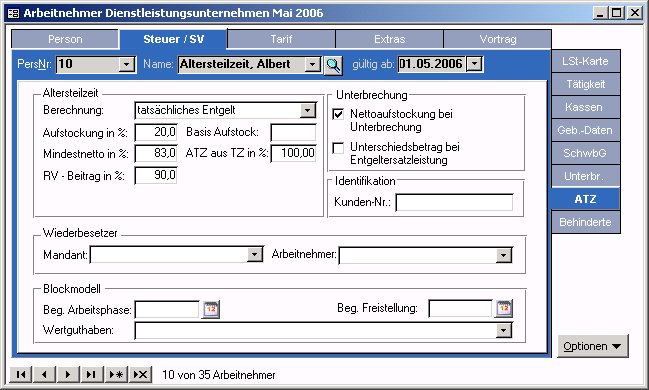 Arbeitnehmer Dienstleistungsunternehmen Mai 2006
Person Steuer / SV Tarif Extras Vortrag
PersNr: 10 Name: Altersteilzeit, Albert gültig ab: 01.05.2006
LSt-Karte
Tätigkeit
Kassen
Geb.-Daten
SchwbG
Unterbr.
ATZ
Behinderte
Altersteilzeit
Berechnung: tatsächliches Entgelt
Aufstockung in %: 20,0 Basis Aufstock:
Mindestnetto in %: 83,0 ATZ aus TZ in %: 100,00
RV - Beitrag in %: 90,0
Unterbrechung
Nettoaufstockung bei
Unterbrechung
Unterschiedsbetrag bei
Entgeltersatzleistung
Identifikation
Kunden-Nr.:
Wiederbesetzer
Mandant: Arbeitnehmer:
Blockmodell
Beg. Arbeitsphase: 12 Beg. Freistellung: 12
Wertguthaben:
Optionen
10 von 35 Arbeitnehmer